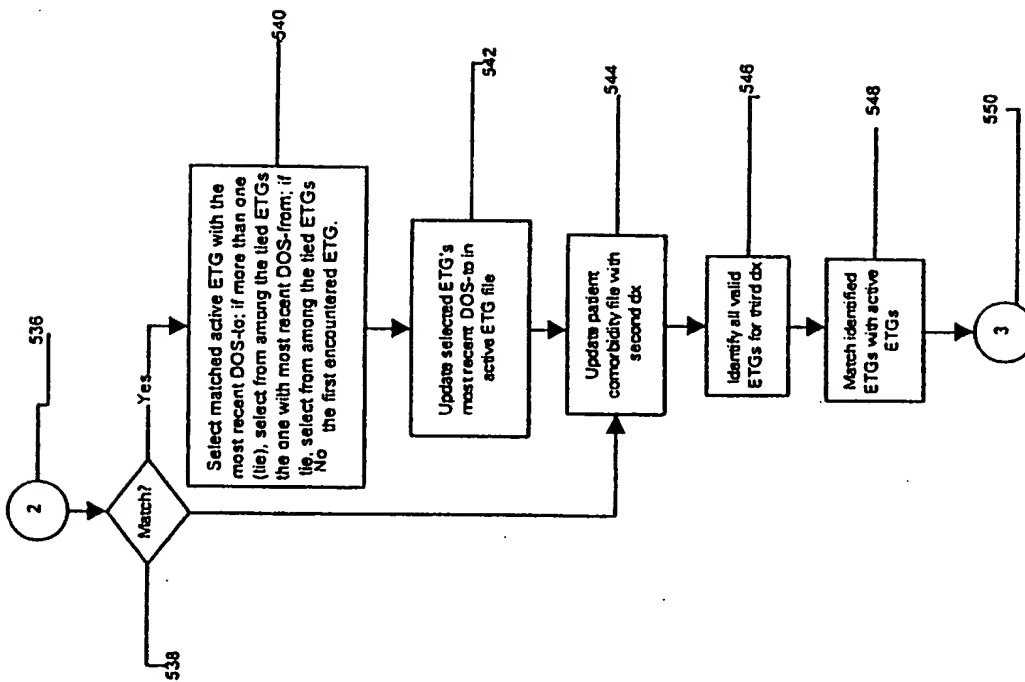 2
536
Match?
538
Yes
Select matched active ETG with the
most recent DOS-to; if more than one
(tie), select from among the tied ETGs
the one with most recent DOS-from; if
tie, select from among the tied ETGs
No the first encountered ETG.
540
Update selected ETG's
most recent DOS-to in
active ETG file
542
Update patient
comorbidity file with
second dx
544
Identify all valid
ETGs for third dx
546
Match identified
ETGs with active
ETGs
548
3
550